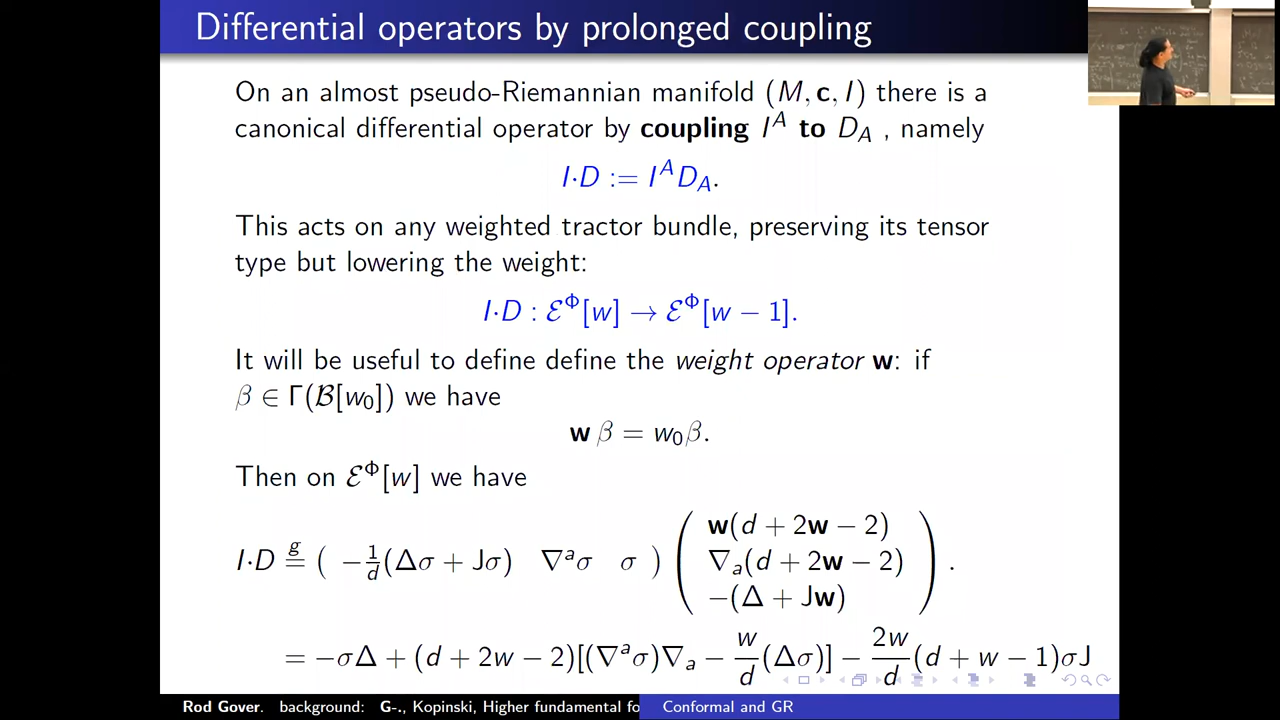 Differential operators by prolonged coupling
On an almost pseudo-Riemannian manifold (M, c, I) there is a
canonical differential operator by coupling I^A to D_A , namely
I·D := I^A D_A.
This acts on any weighted tractor bundle, preserving its tensor
type but lowering the weight:
I·D : ℰ^Φ[w] → ℰ^Φ[w − 1].
It will be useful to define define the weight operator w: if
β ∈ Γ(ℬ[w₀]) we have
w β = w₀β.
Then on ℰ^Φ[w] we have
I·D =^g ( −1/d(Δσ + Jσ) ∇^aσ σ ) ( w(d + 2w − 2) ∇_a(d + 2w − 2) −(Δ + Jw) ) .
= −σΔ + (d + 2w − 2)[(∇^aσ)∇_a − w/d(Δσ)] − 2w/d(d + w − 1)σJ
Rod Gover. background: G-., Kopinski, Higher fundamental fo Conformal and GR